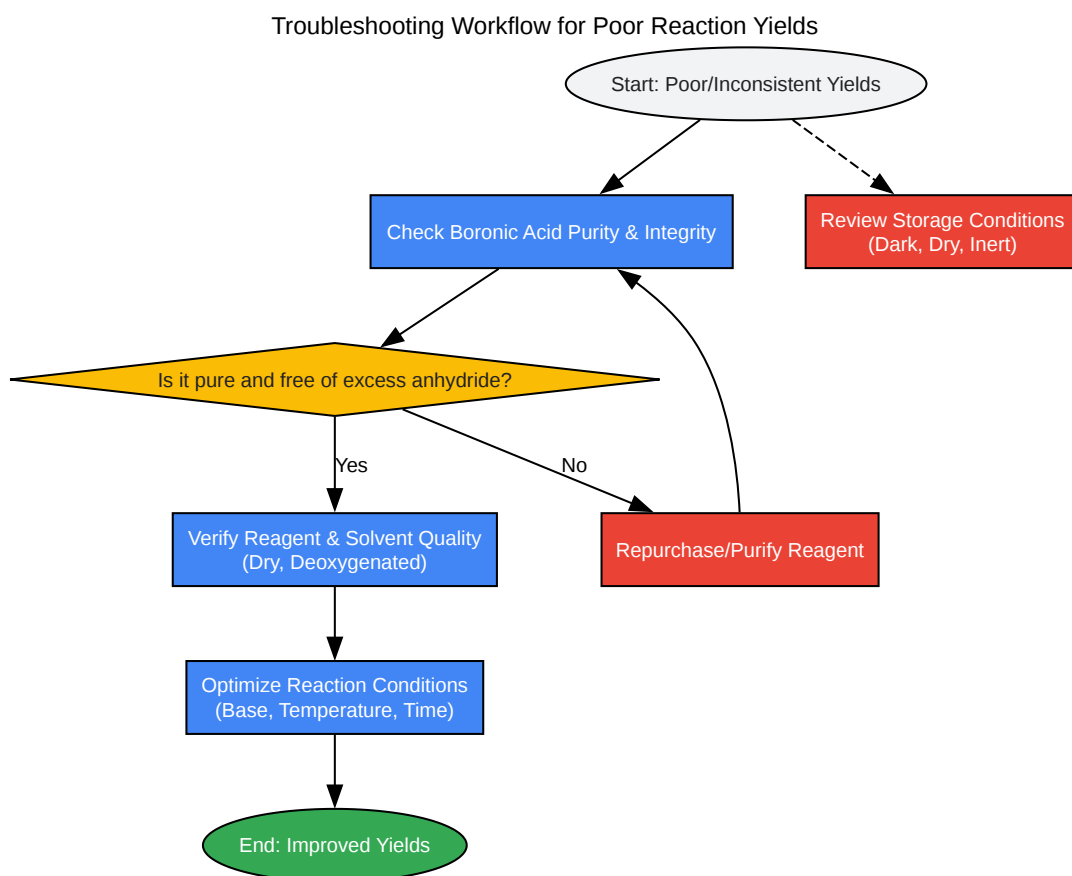 Troubleshooting Workflow for Poor Reaction Yields
Start: Poor/Inconsistent Yields
Check Boronic Acid Purity & Integrity
Review Storage Conditions
(Dark, Dry, Inert)
Is it pure and free of excess anhydride?
Yes
No
Verify Reagent & Solvent Quality
(Dry, Deoxygenated)
Repurchase/Purify Reagent
Optimize Reaction Conditions
(Base, Temperature, Time)
End: Improved Yields